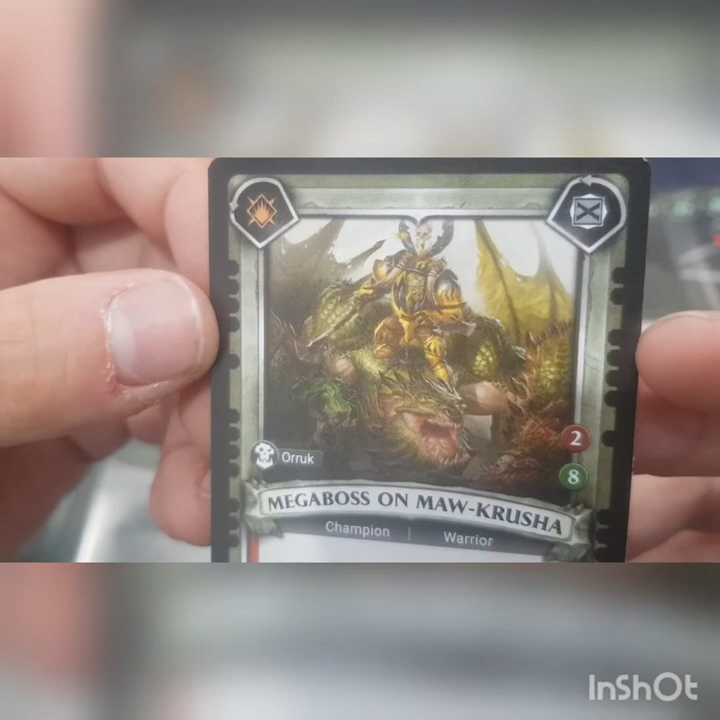 Orruk
2
8
MEGABOSS ON MAW-KRUSHA
Champion | Warrior
InShOt